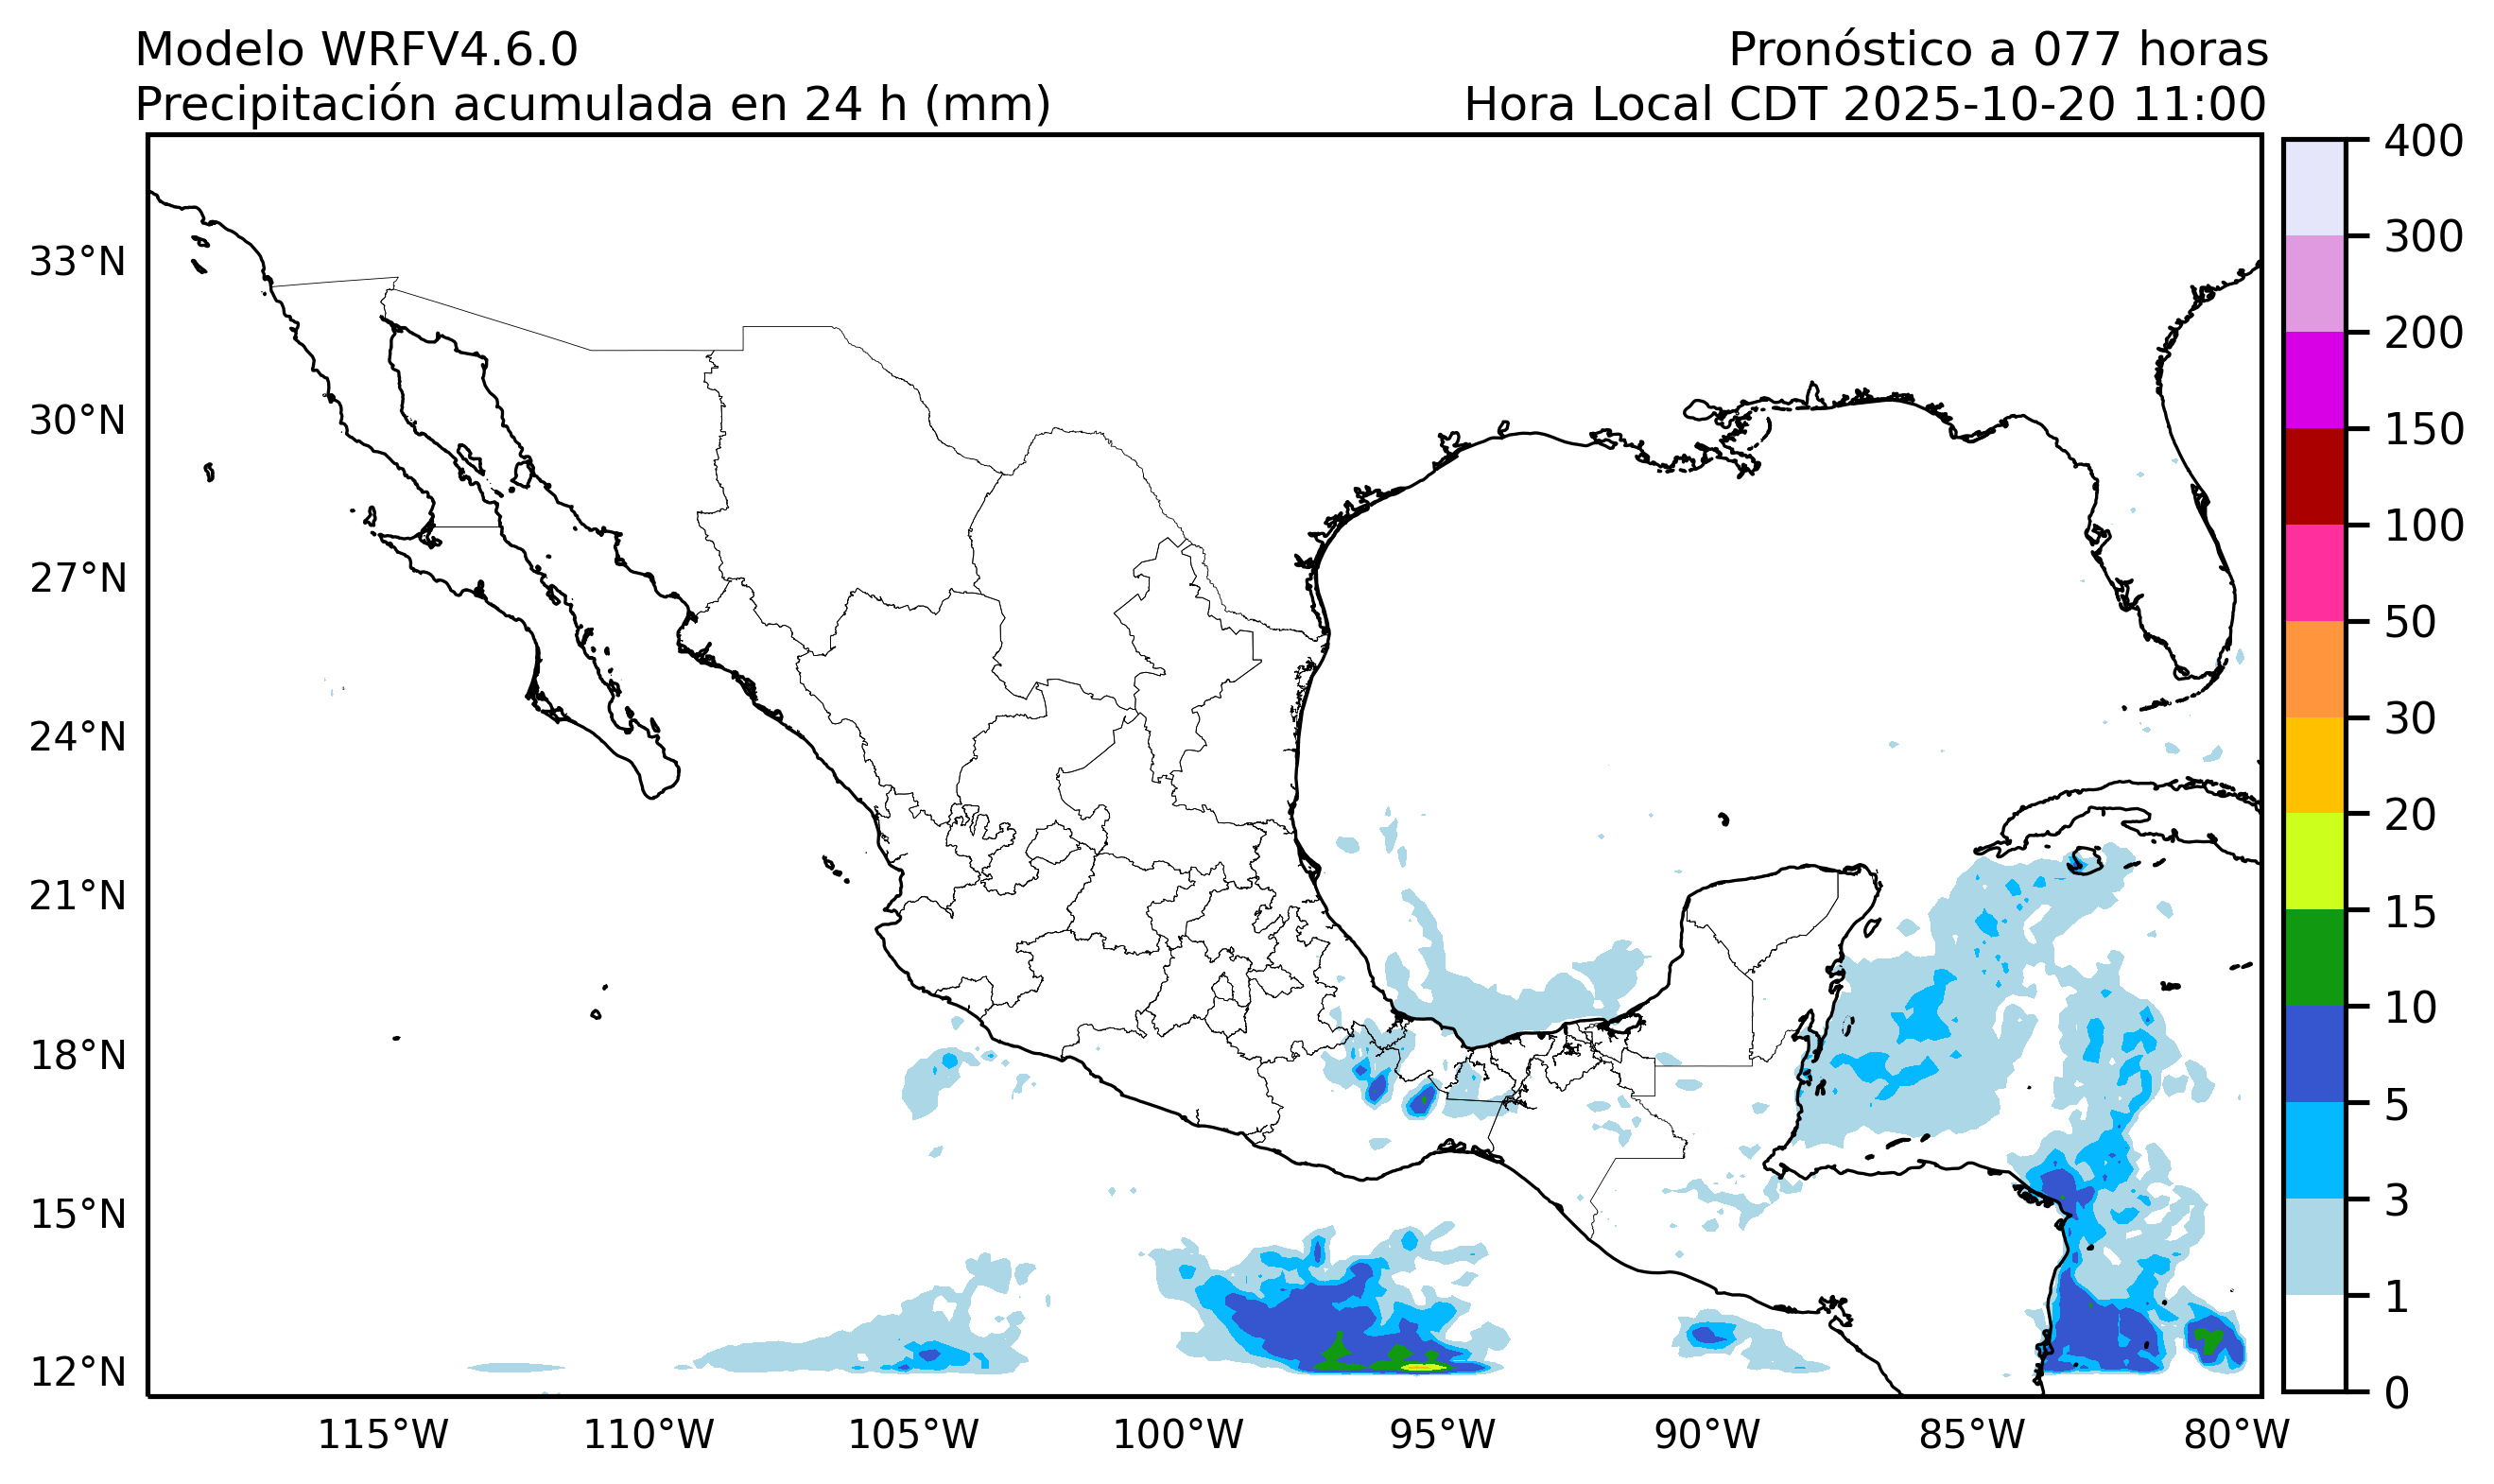 Modelo WRFV4.6.0
Pronóstico a 077 horas
Precipitación acumulada en 24 h (mm)
Hora Local CDT 2025-10-20 11:00
400
300
200
150
100
50
30
20
15
10
5
3
1
0
33°N
30°N
27°N
24°N
21°N
18°N
15°N
12°N
115°W
110°W
105°W
100°W
95°W
90°W
85°W
80°W